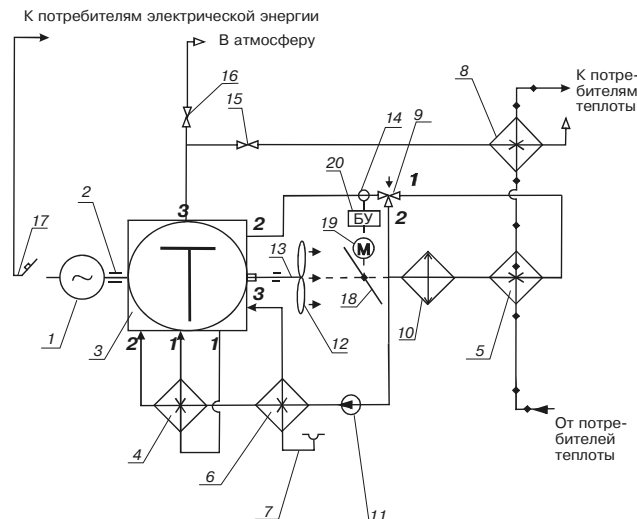 К потребителям электрической энергии
В атмосферу
16
15
14
9
8
К потре-
бителям
теплоты
1
20
БУ
2
19
М
17
2
3
2
13
3
18
10
5
12
1
3
2
1
1
4
6
7
11
От потре-
бителей
теплоты